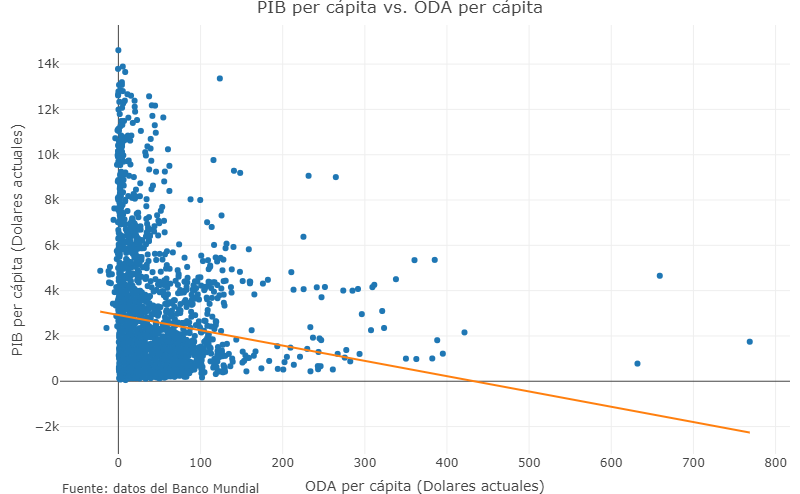 PIB per cápita vs. ODA per cápita
PIB per cápita (Dolares actuales)
14k
12k
10k
8k
6k
4k
2k
0
−2k
0 100 200 300 400 500 600 700 800
ODA per cápita (Dolares actuales)
Fuente: datos del Banco Mundial